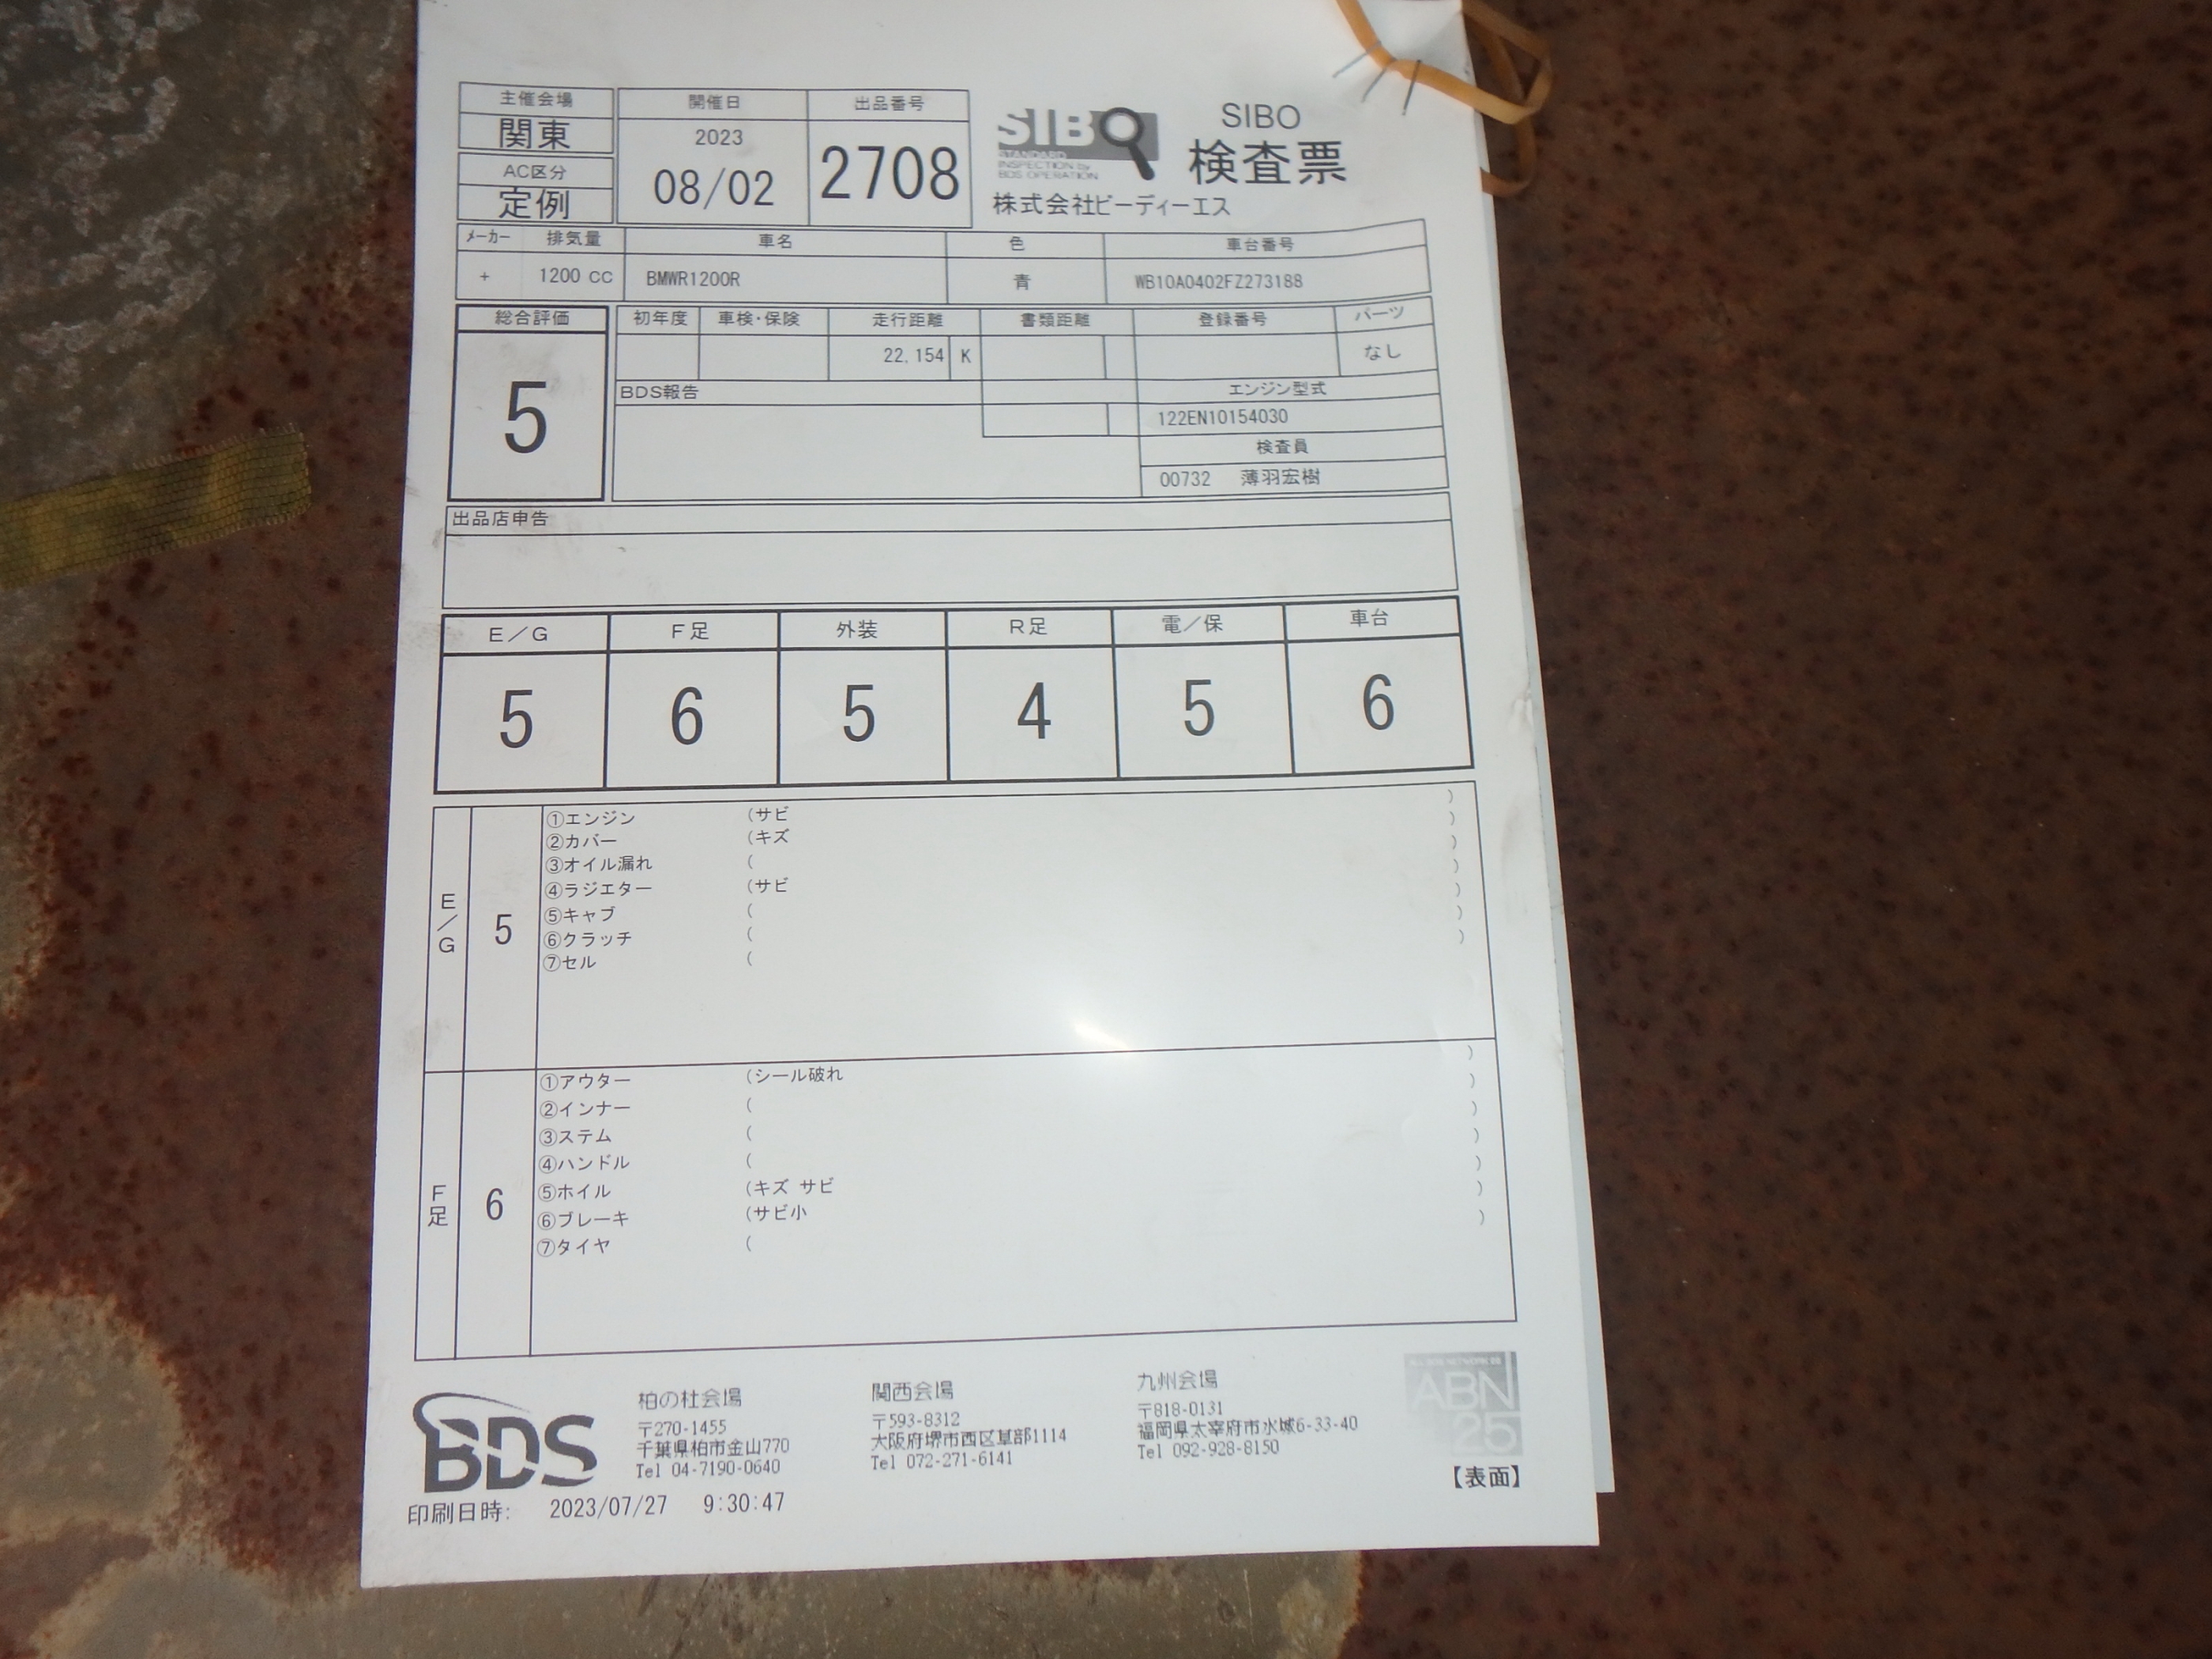 主催会場
関東
AC区分
定例
開催日
2023
08/02
出品番号
2708
SIB
STANDARD
INSPECTION by
BDS OPERATION
SIBO
検査票
株式会社ビーディーエス
メーカー 排気量 車名 色 車台番号
+ 1200 CC BMWR1200R 青 WB10A0402FZ273188
総合評価 初年度 車検・保険 走行距離 書類距離 登録番号 パーツ
5
22,154 K なし
BDS報告 エンジン型式
122EN10154030
検査員
00732 薄羽宏樹
出品店申告
E/G F足 外装 R足 電/保 車台
5 6 5 4 5 6
E/G
5
①エンジン (サビ )
②カバー (キズ )
③オイル漏れ ( )
④ラジエター (サビ )
⑤キャブ ( )
⑥クラッチ ( )
⑦セル ( )
F足
6
①アウター (シール破れ )
②インナー ( )
③ステム ( )
④ハンドル ( )
⑤ホイル (キズ サビ )
⑥ブレーキ (サビ小 )
⑦タイヤ ( )
BDS
柏の杜会場
〒270-1455
千葉県柏市金山770
Tel 04-7190-0640
関西会場
〒593-8312
大阪府堺市西区草部1114
Tel 072-271-6141
九州会場
〒818-0131
福岡県太宰府市水城6-33-40
Tel 092-928-8150
ABN
25
【表面】
印刷日時: 2023/07/27 9:30:47